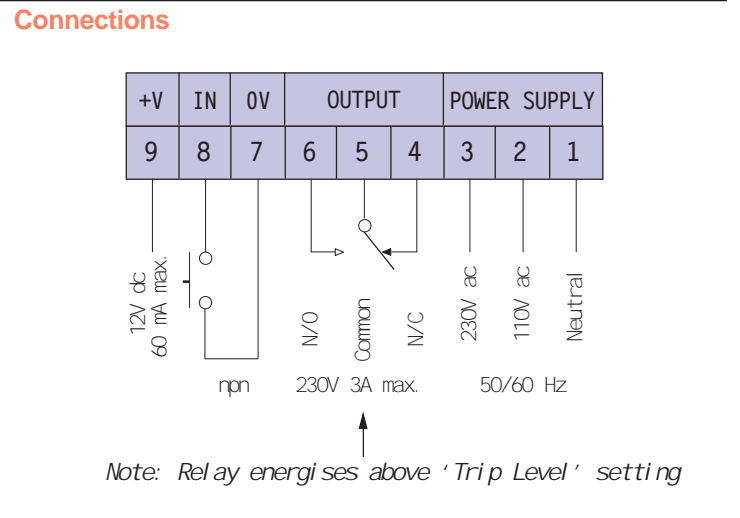 Connections
+V IN 0V OUTPUT POWER SUPPLY
9 8 7 6 5 4 3 2 1
12V dc
60 mA max.
N/O
Common
N/C
230V ac
110V ac
Neutral
npn 230V 3A max. 50/60 Hz
Note: Relay energises above 'Trip Level' setting